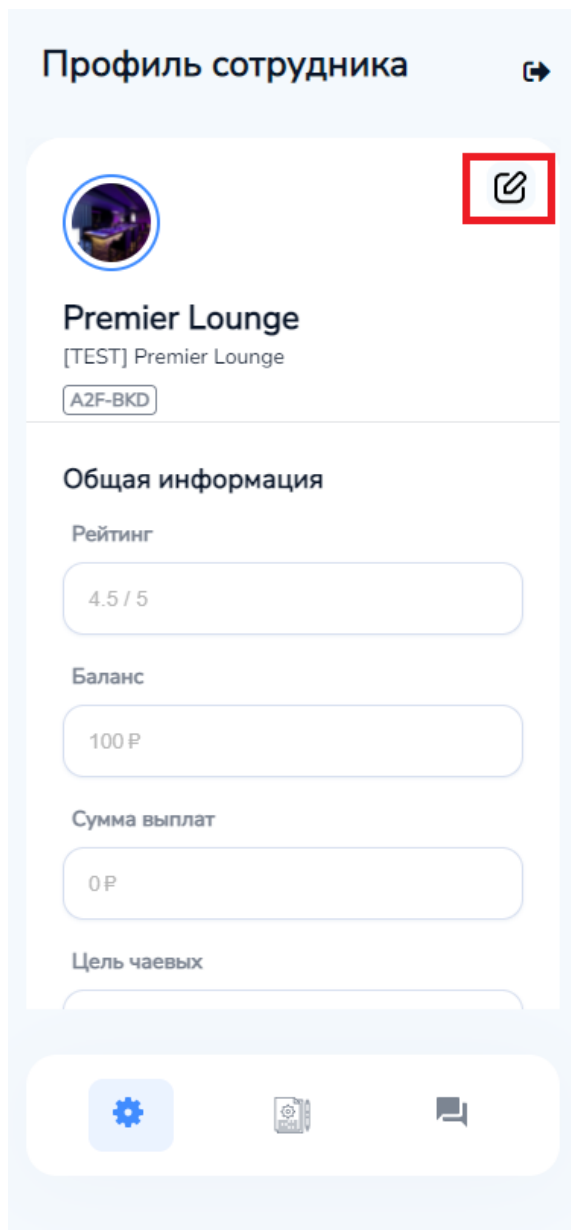 Профиль сотрудника
Premier Lounge
[TEST] Premier Lounge
A2F-BKD
Общая информация
Рейтинг
4.5 / 5
Баланс
100 ₽
Сумма выплат
0 ₽
Цель чаевых